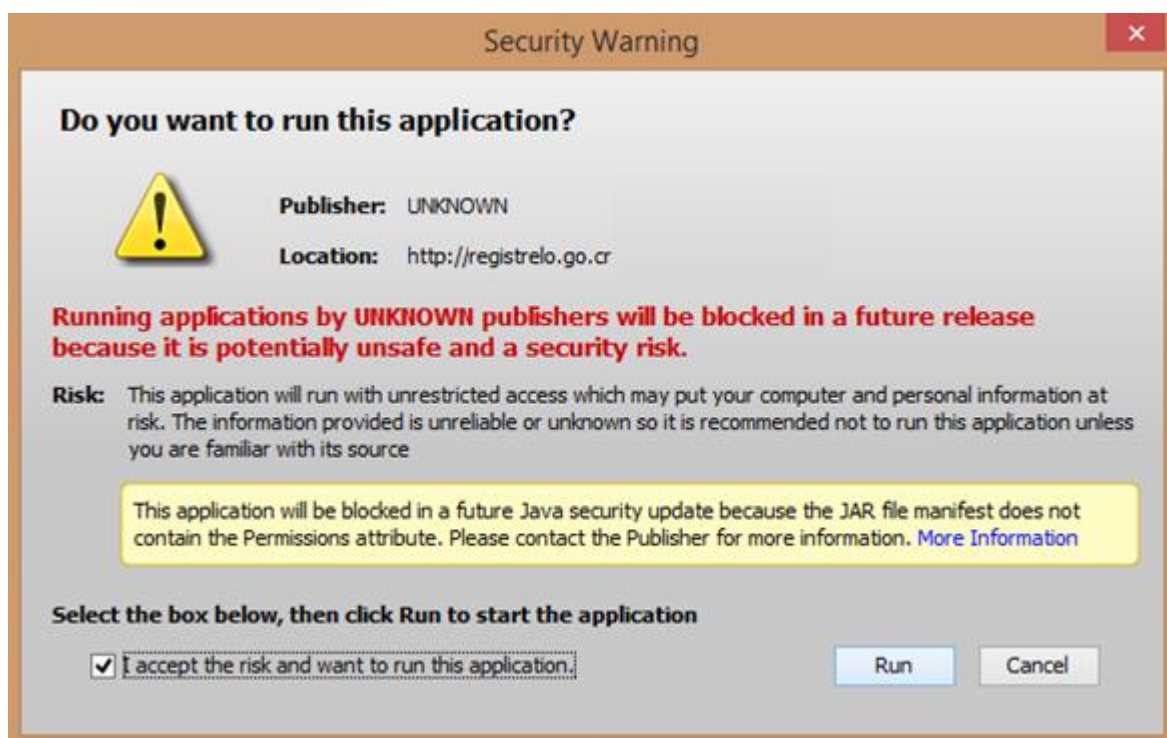 Security Warning
Do you want to run this application?
Publisher: UNKNOWN
Location: http://registrelo.go.cr
Running applications by UNKNOWN publishers will be blocked in a future release
because it is potentially unsafe and a security risk.
Risk: This application will run with unrestricted access which may put your computer and personal information at
risk. The information provided is unreliable or unknown so it is recommended not to run this application unless
you are familiar with its source
This application will be blocked in a future Java security update because the JAR file manifest does not
contain the Permissions attribute. Please contact the Publisher for more information. More Information
Select the box below, then click Run to start the application
I accept the risk and want to run this application.
Run Cancel